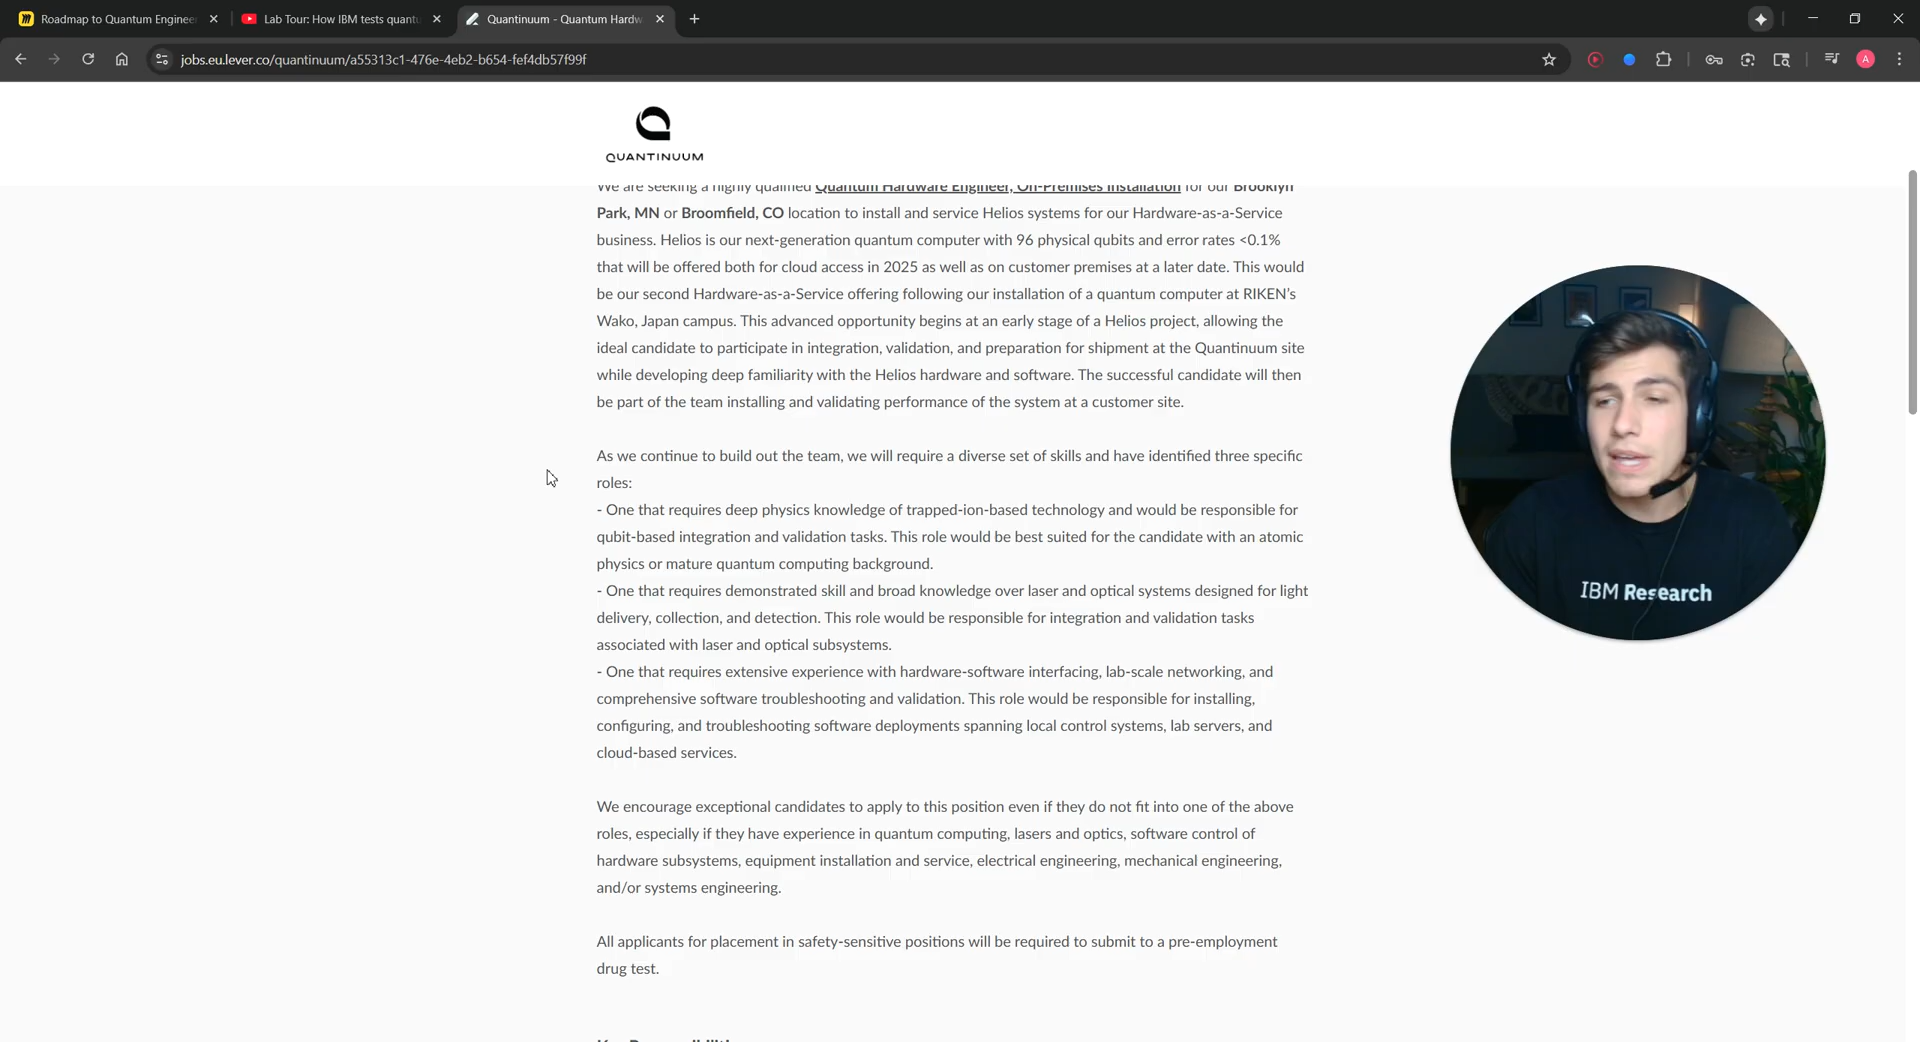 Roadmap to Quantum Enginee
Lab Tour: How IBM tests quantu
Quantinuum - Quantum Hardw
jobs.eu.lever.co/quantinuum/a55313c1-476e-4eb2-b654-fef4db57f99f
A
QUANTINUUM
We are seeking a highly qualified Quantum Hardware Engineer, On-Premises Installation for our Brooklyn
Park, MN or Broomfield, CO location to install and service Helios systems for our Hardware-as-a-Service
business. Helios is our next-generation quantum computer with 96 physical qubits and error rates <0.1%
that will be offered both for cloud access in 2025 as well as on customer premises at a later date. This would
be our second Hardware-as-a-Service offering following our installation of a quantum computer at RIKEN's
Wako, Japan campus. This advanced opportunity begins at an early stage of a Helios project, allowing the
ideal candidate to participate in integration, validation, and preparation for shipment at the Quantinuum site
while developing deep familiarity with the Helios hardware and software. The successful candidate will then
be part of the team installing and validating performance of the system at a customer site.
As we continue to build out the team, we will require a diverse set of skills and have identified three specific
roles:
- One that requires deep physics knowledge of trapped-ion-based technology and would be responsible for
qubit-based integration and validation tasks. This role would be best suited for the candidate with an atomic
physics or mature quantum computing background.
- One that requires demonstrated skill and broad knowledge over laser and optical systems designed for light
delivery, collection, and detection. This role would be responsible for integration and validation tasks
associated with laser and optical subsystems.
- One that requires extensive experience with hardware-software interfacing, lab-scale networking, and
comprehensive software troubleshooting and validation. This role would be responsible for installing,
configuring, and troubleshooting software deployments spanning local control systems, lab servers, and
cloud-based services.
We encourage exceptional candidates to apply to this position even if they do not fit into one of the above
roles, especially if they have experience in quantum computing, lasers and optics, software control of
hardware subsystems, equipment installation and service, electrical engineering, mechanical engineering,
and/or systems engineering.
All applicants for placement in safety-sensitive positions will be required to submit to a pre-employment
drug test.
IBM Research